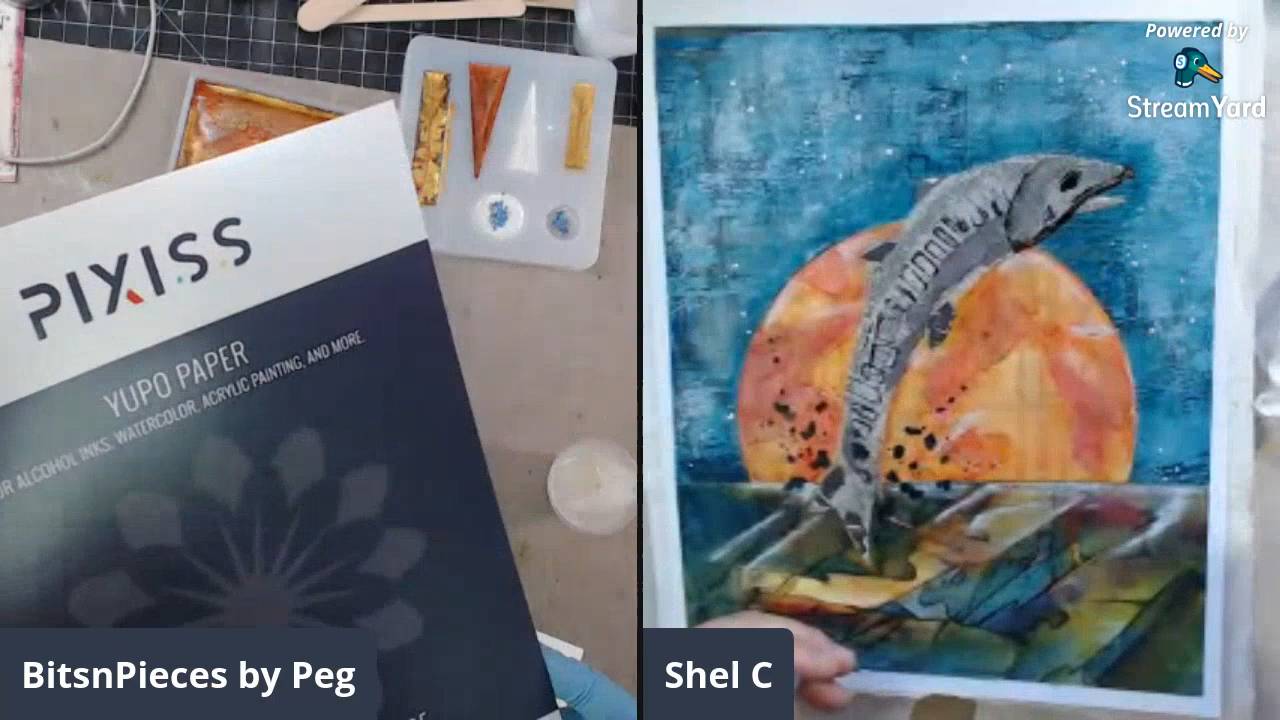 PIXISS
YUPO PAPER
OR ALCOHOL INKS, WATERCOLOR, ACRYLIC PAINTING, AND MORE.
BitsnPieces by Peg
Powered by
StreamYard
Shel C